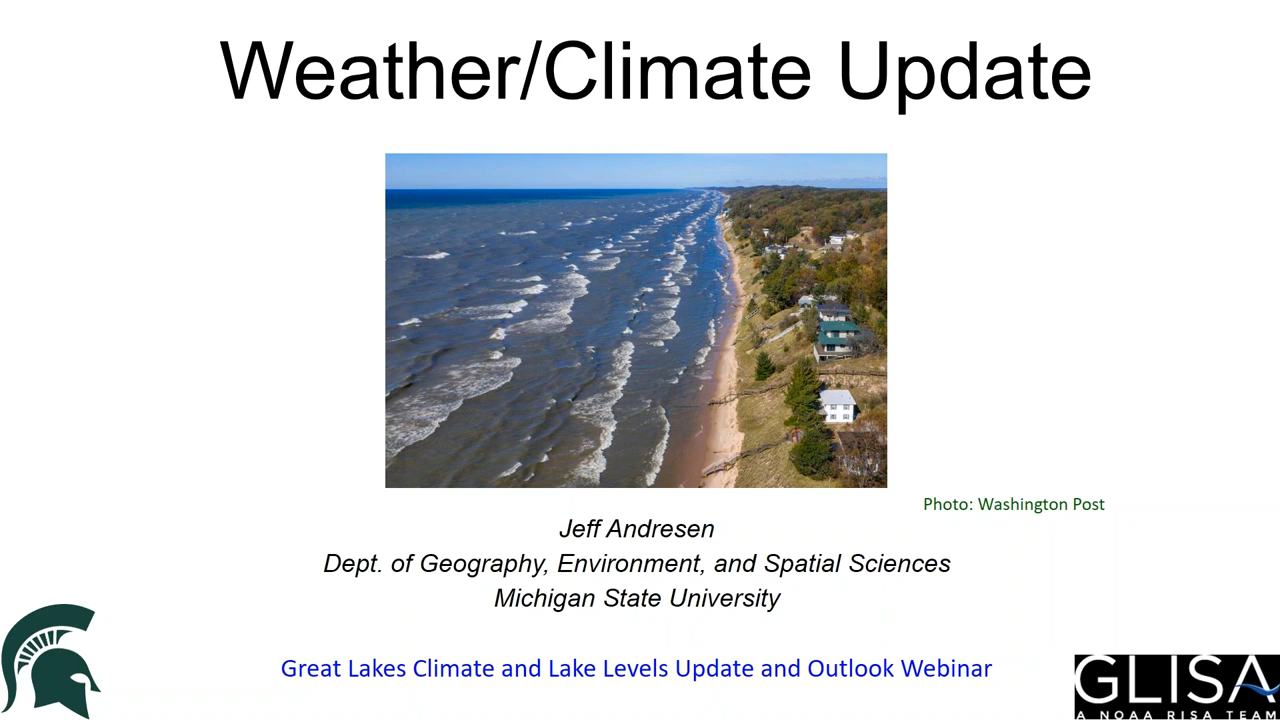 Weather/Climate Update
Photo: Washington Post
Jeff Andresen
Dept. of Geography, Environment, and Spatial Sciences
Michigan State University
Great Lakes Climate and Lake Levels Update and Outlook Webinar
GLISA
A NOAA RISA TEAM